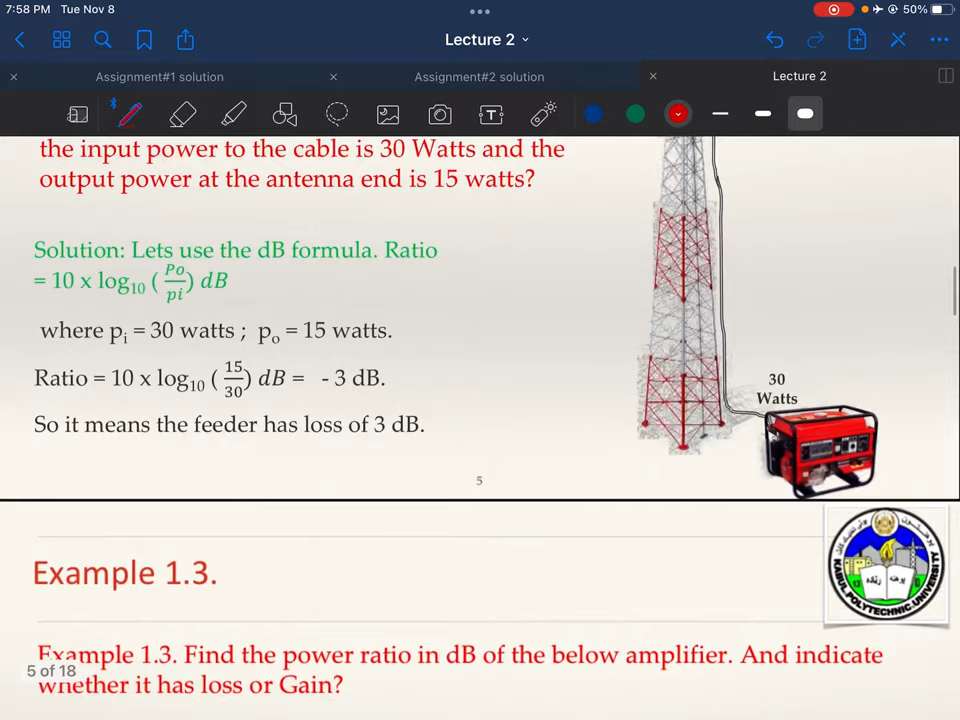 7:58 PM Tue Nov 8
50%
Lecture 2
Assignment#1 solution
Assignment#2 solution
Lecture 2
the input power to the cable is 30 Watts and the
output power at the antenna end is 15 watts?
Solution: Lets use the dB formula. Ratio
= 10 x log₁₀ ( Po/pi ) dB
where pᵢ = 30 watts ; pₒ = 15 watts.
Ratio = 10 x log₁₀ ( 15/30 ) dB = - 3 dB.
So it means the feeder has loss of 3 dB.
30
Watts
5
Example 1.3.
KABUL POLYTECHNIC UNIVERSITY
Example 1.3. Find the power ratio in dB of the below amplifier. And indicate
5 of 18
whether it has loss or Gain?